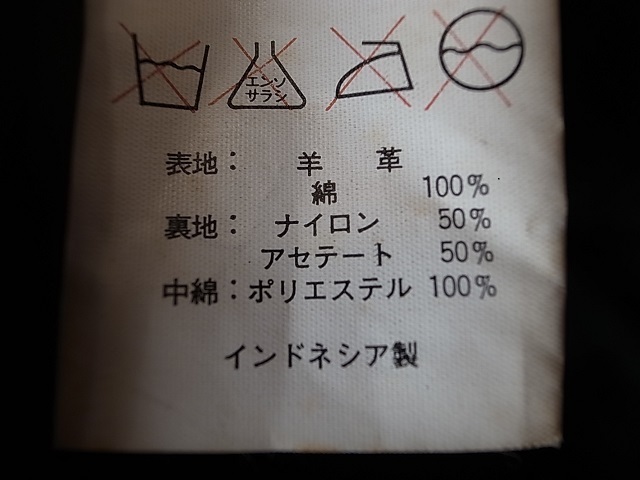 エンソ
サラシ
表地： 羊 革
綿 100%
裏地： ナイロン 50%
アセテート 50%
中綿：ポリエステル 100%
インドネシア製